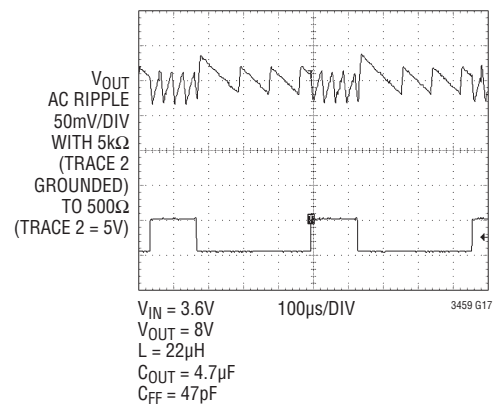 VOUT
AC RIPPLE
50mV/DIV
WITH 5kΩ
(TRACE 2
GROUNDED)
TO 500Ω
(TRACE 2 = 5V)
VIN = 3.6V
VOUT = 8V
L = 22µH
COUT = 4.7µF
CFF = 47pF
100µs/DIV
3459 G17